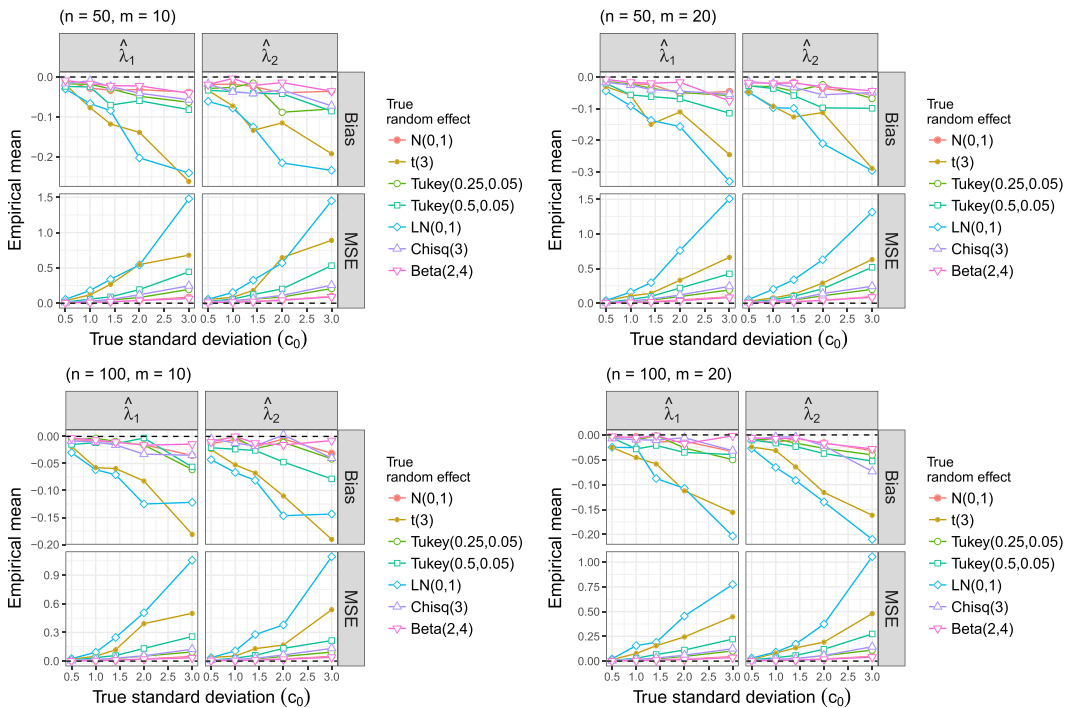 (n = 50, m = 10)
λ̂1
λ̂2
Empirical mean
0.0
−0.1
−0.2
Bias
1.5
1.0
0.5
0.0
MSE
0.5 1.0 1.5 2.0 2.5 3.0
0.5 1.0 1.5 2.0 2.5 3.0
True standard deviation (c0)
True
random effect
N(0,1)
t(3)
Tukey(0.25,0.05)
Tukey(0.5,0.05)
LN(0,1)
Chisq(3)
Beta(2,4)
(n = 50, m = 20)
λ̂1
λ̂2
Empirical mean
0.0
−0.1
−0.2
−0.3
Bias
1.5
1.0
0.5
0.0
MSE
0.5 1.0 1.5 2.0 2.5 3.0
0.5 1.0 1.5 2.0 2.5 3.0
True standard deviation (c0)
True
random effect
N(0,1)
t(3)
Tukey(0.25,0.05)
Tukey(0.5,0.05)
LN(0,1)
Chisq(3)
Beta(2,4)
(n = 100, m = 10)
λ̂1
λ̂2
Empirical mean
0.00
−0.05
−0.10
−0.15
−0.20
Bias
0.9
0.6
0.3
0.0
MSE
0.5 1.0 1.5 2.0 2.5 3.0
0.5 1.0 1.5 2.0 2.5 3.0
True standard deviation (c0)
True
random effect
N(0,1)
t(3)
Tukey(0.25,0.05)
Tukey(0.5,0.05)
LN(0,1)
Chisq(3)
Beta(2,4)
(n = 100, m = 20)
λ̂1
λ̂2
Empirical mean
0.00
−0.05
−0.10
−0.15
−0.20
Bias
1.00
0.75
0.50
0.25
0.00
MSE
0.5 1.0 1.5 2.0 2.5 3.0
0.5 1.0 1.5 2.0 2.5 3.0
True standard deviation (c0)
True
random effect
N(0,1)
t(3)
Tukey(0.25,0.05)
Tukey(0.5,0.05)
LN(0,1)
Chisq(3)
Beta(2,4)